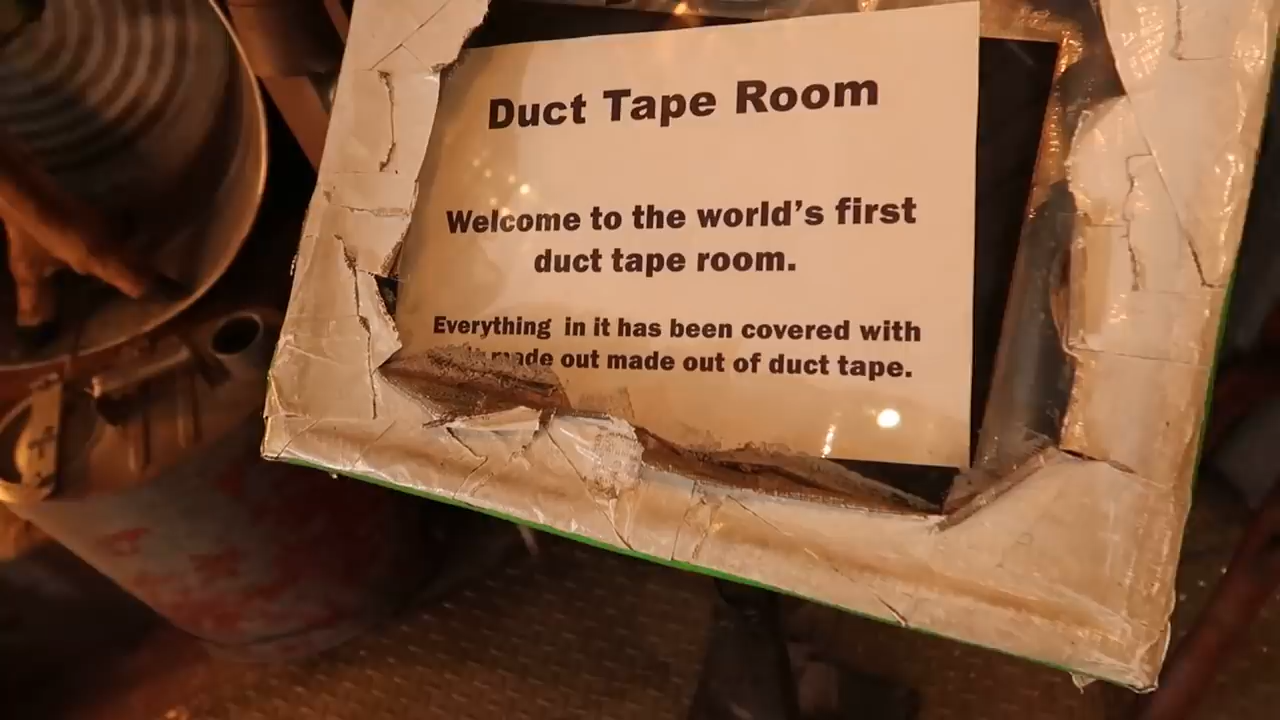 Duct Tape Room
Welcome to the world's first
duct tape room.
Everything in it has been covered with
made out made out of duct tape.